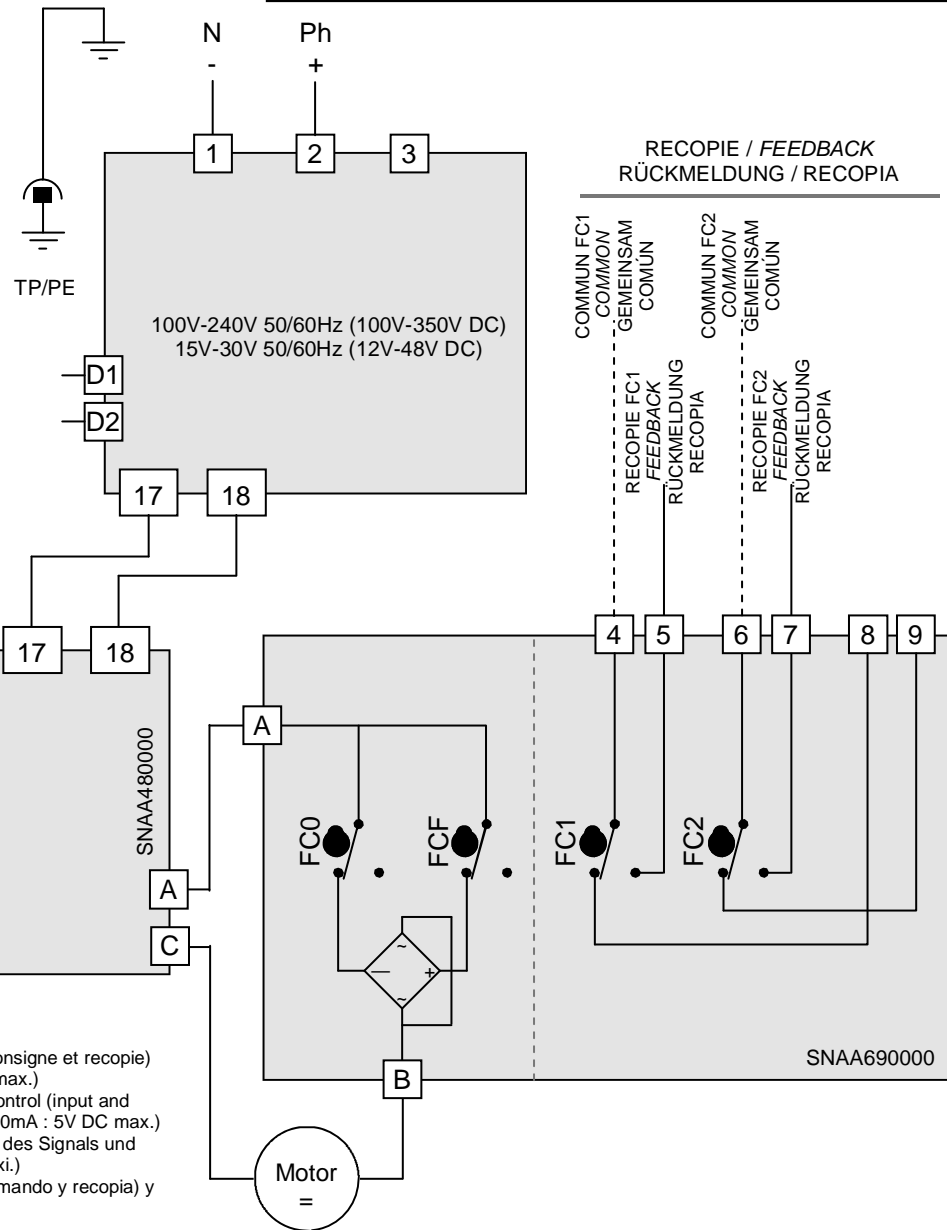 N
-
Ph
+
1
2
3
RECOPIE / FEEDBACK
RÜCKMELDUNG / RECOPIA
TP/PE
100V-240V 50/60Hz (100V-350V DC)
15V-30V 50/60Hz (12V-48V DC)
D1
D2
17
18
COMMUN FC1
COMMON
GEMEINSAM
COMÚN
RECOPIE FC1
FEEDBACK
RÜCKMELDUNG
RECOPIA
COMMUN FC2
COMMON
GEMEINSAM
COMÚN
RECOPIE FC2
FEEDBACK
RÜCKMELDUNG
RECOPIA
17
18
4
5
6
7
8
9
SNAA480000
A
C
A
FC0
FCF
FC1
FC2
~
— +
~
B
SNAA690000
onsigne et recopie)
max.)
ontrol (input and
0mA : 5V DC max.)
des Signals und
xi.)
mando y recopia) y
Motor
=